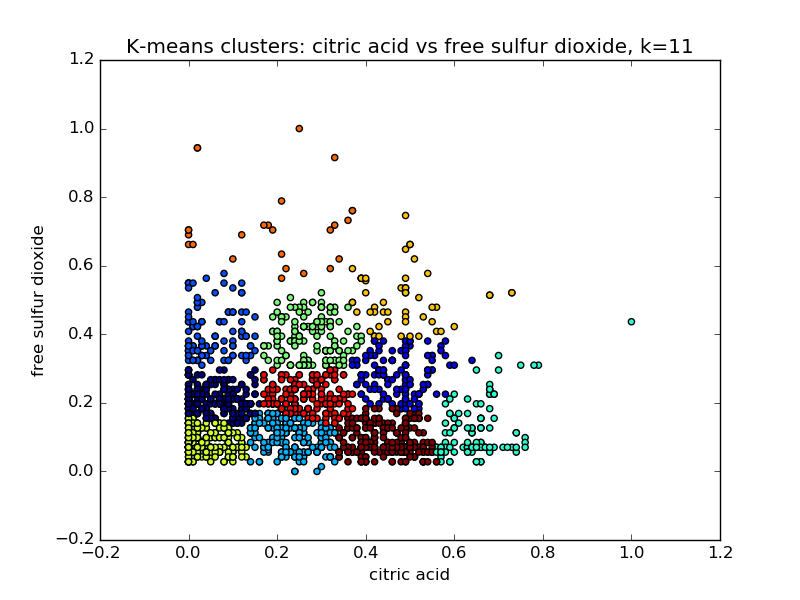 K-means clusters: citric acid vs free sulfur dioxide, k=11
1.2
1.0
0.8
0.6
0.4
0.2
0.0
−0.2
free sulfur dioxide
−0.2 0.0 0.2 0.4 0.6 0.8 1.0 1.2
citric acid